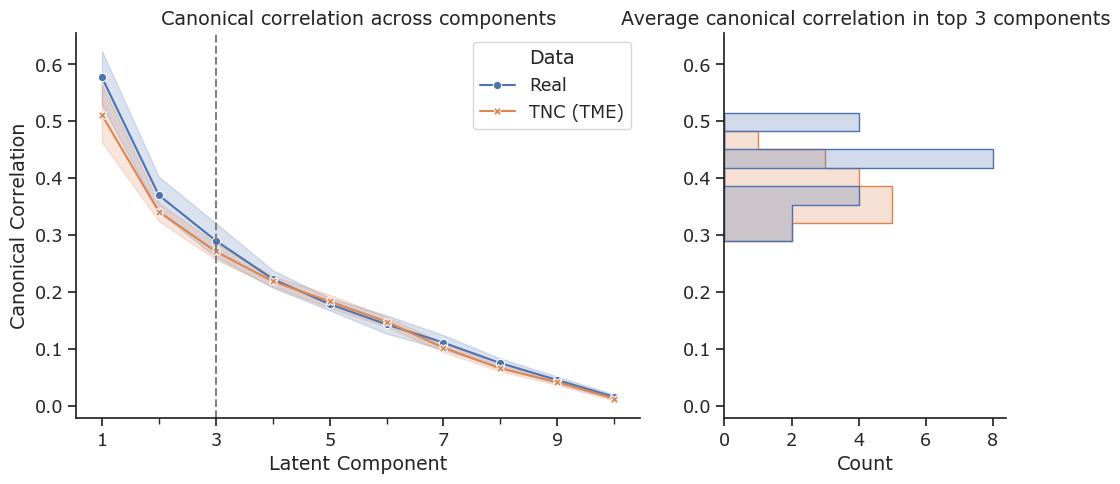 Canonical correlation across components
Canonical Correlation
0.6
0.5
0.4
0.3
0.2
0.1
0.0
1 3 5 7 9
Latent Component
Data
Real
TNC (TME)
Average canonical correlation in top 3 components
0.6
0.5
0.4
0.3
0.2
0.1
0.0
0 2 4 6 8
Count